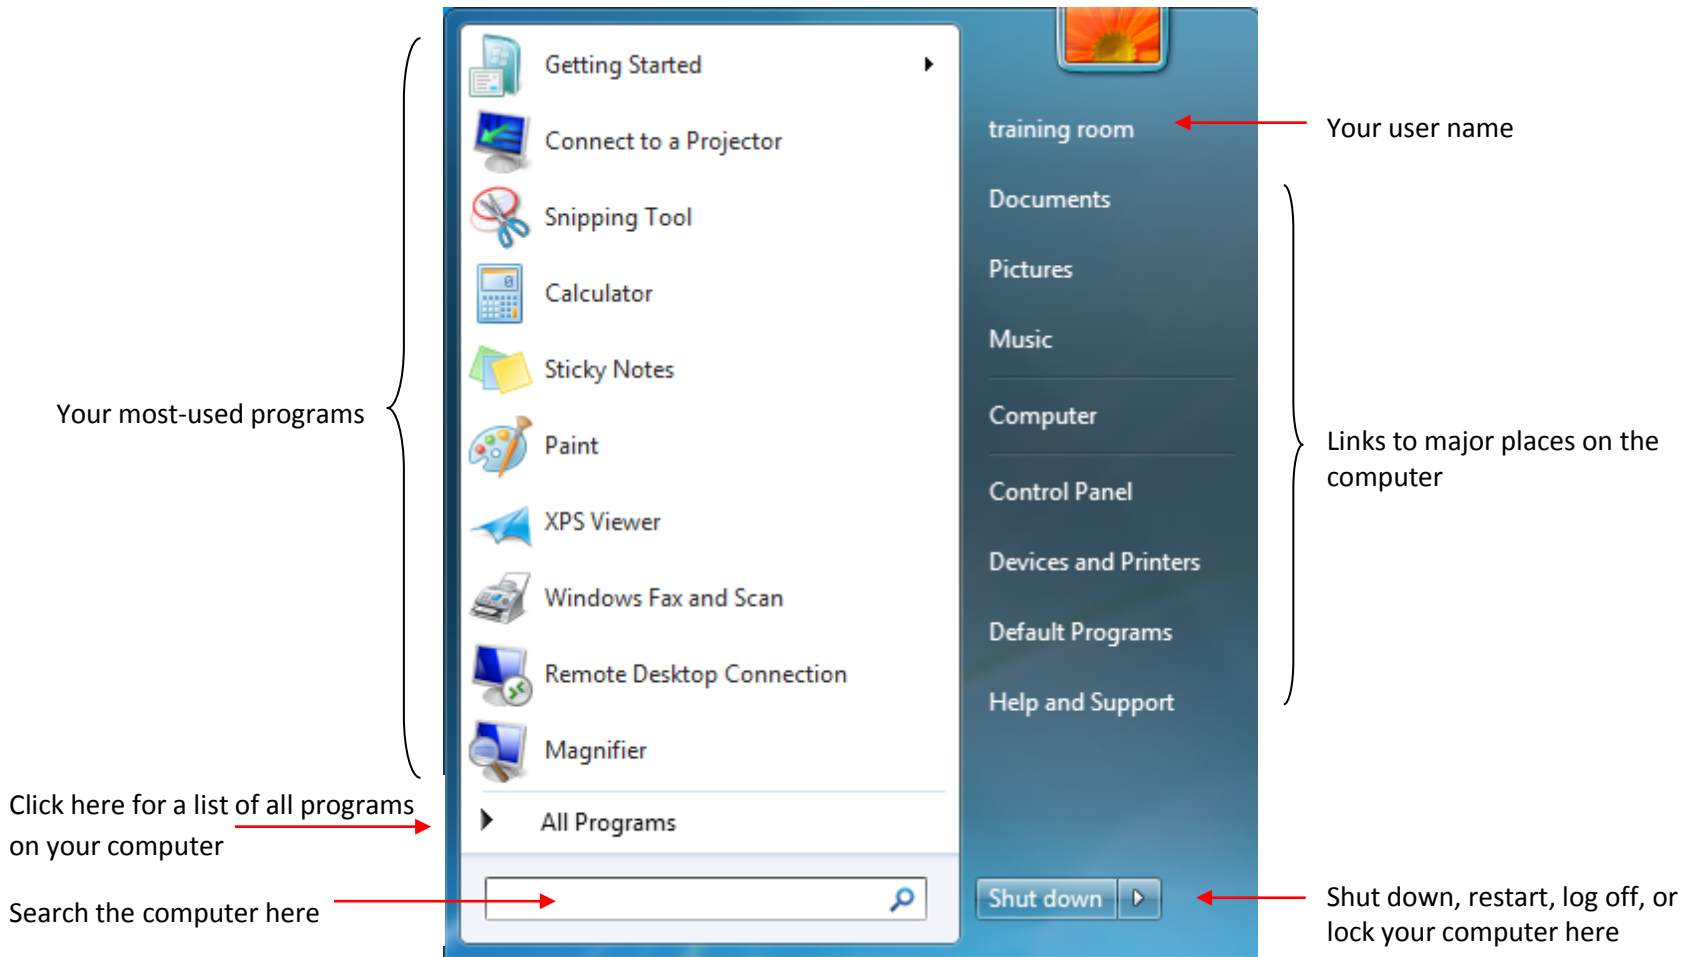 Getting Started
Connect to a Projector
Snipping Tool
Calculator
Sticky Notes
Your most-used programs
Paint
XPS Viewer
Windows Fax and Scan
Remote Desktop Connection
Magnifier
Click here for a list of all programs
on your computer
All Programs
Search the computer here
training room
Your user name
Documents
Pictures
Music
Computer
Links to major places on the
computer
Control Panel
Devices and Printers
Default Programs
Help and Support
Shut down
Shut down, restart, log off, or
lock your computer here